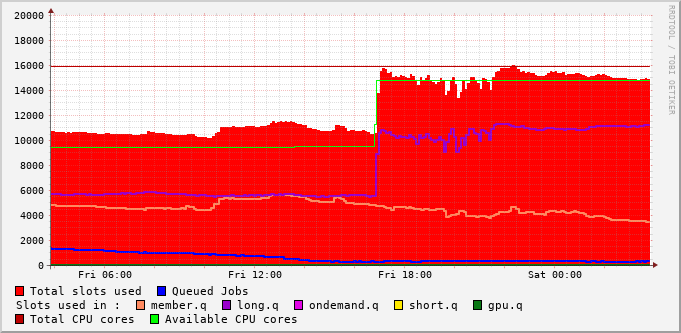 20000
18000
16000
14000
12000
10000
8000
6000
4000
2000
0
Fri 06:00 Fri 12:00 Fri 18:00 Sat 00:00
RRDTOOL / TOBI OETIKER
Total slots used Queued Jobs
Slots used in : member.q long.q ondemand.q short.q gpu.q
Total CPU cores Available CPU cores